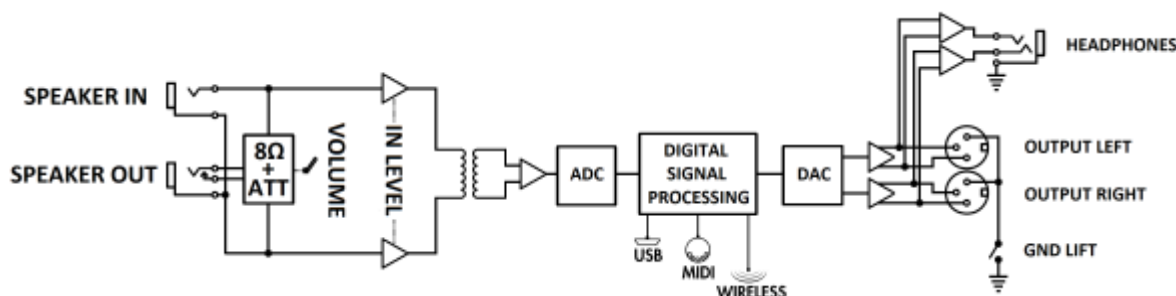 SPEAKER IN
SPEAKER OUT
8Ω
+
ATT
VOLUME
IN LEVEL
ADC
DIGITAL
SIGNAL
PROCESSING
USB
MIDI
WIRELESS
DAC
HEADPHONES
OUTPUT LEFT
OUTPUT RIGHT
GND LIFT